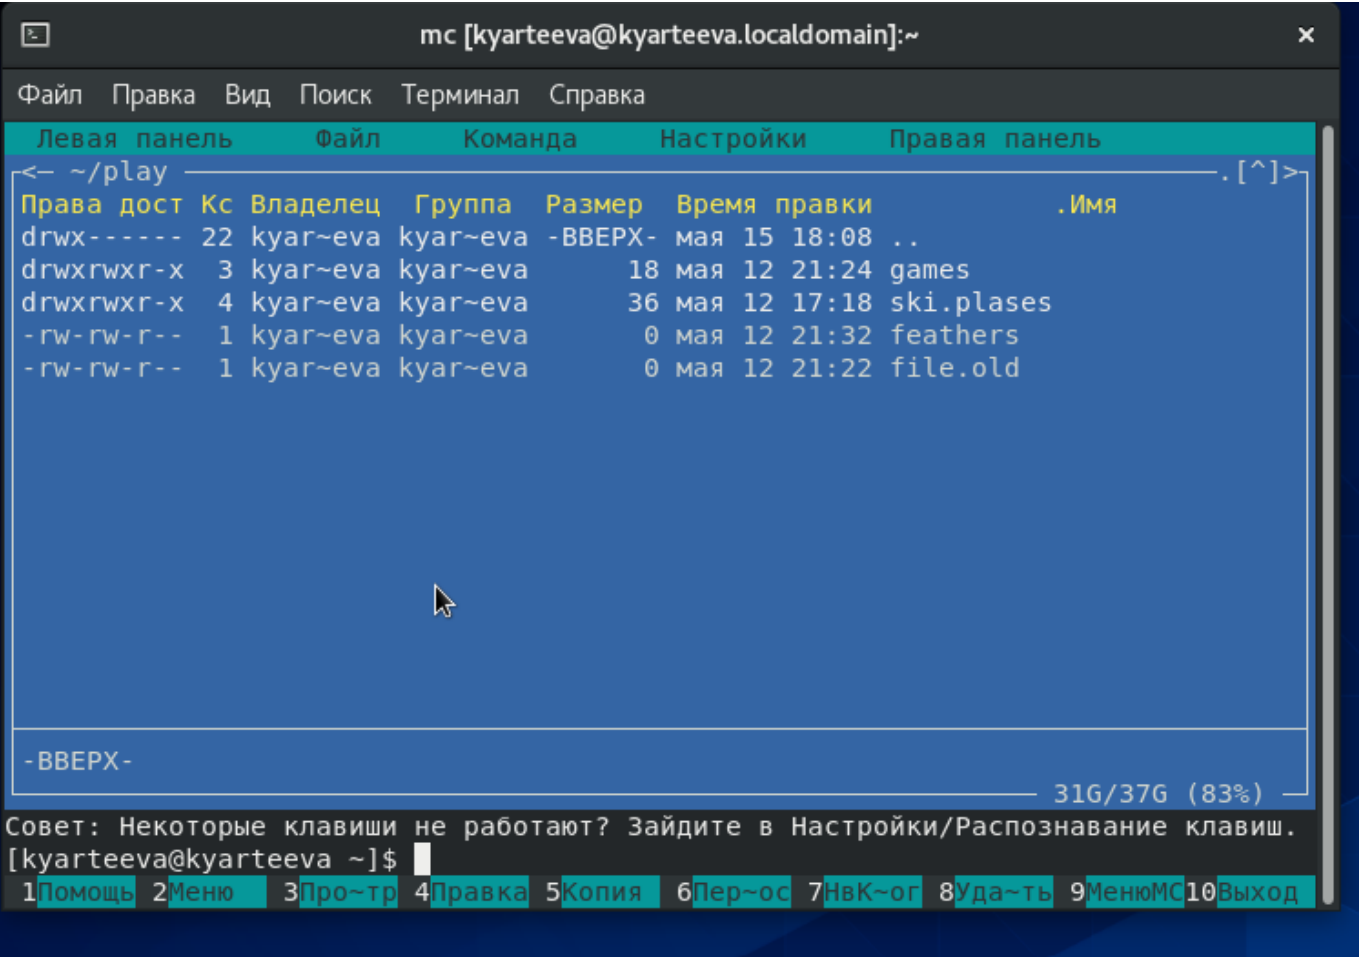 mc [kyarteeva@kyarteeva.localdomain]:~ ×
Файл Правка Вид Поиск Терминал Справка
Левая панель Файл Команда Настройки Правая панель
<─ ~/play .[^]>
Права дост Кс Владелец Группа Размер Время правки .Имя
drwx------ 22 kyar~eva kyar~eva -ВВЕРХ- мая 15 18:08 ..
drwxrwxr-x 3 kyar~eva kyar~eva 18 мая 12 21:24 games
drwxrwxr-x 4 kyar~eva kyar~eva 36 мая 12 17:18 ski.plases
-rw-rw-r-- 1 kyar~eva kyar~eva 0 мая 12 21:32 feathers
-rw-rw-r-- 1 kyar~eva kyar~eva 0 мая 12 21:22 file.old
-ВВЕРХ-
31G/37G (83%)
Совет: Некоторые клавиши не работают? Зайдите в Настройки/Распознавание клавиш.
[kyarteeva@kyarteeva ~]$
1Помощь 2Меню 3Про~тр 4Правка 5Копия 6Пер~ос 7НвК~ог 8Уда~ть 9МенюМС10Выход